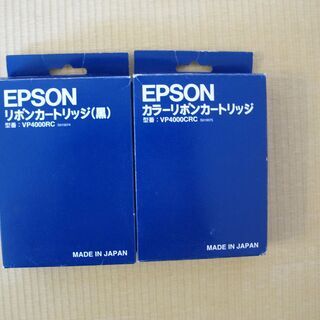 EPSON
リボンカートリッジ(黒)
型番：VP4000RC
MADE IN JAPAN
EPSON
カラーリボンカートリッジ
型番：VP4000CRC
MADE IN JAPAN